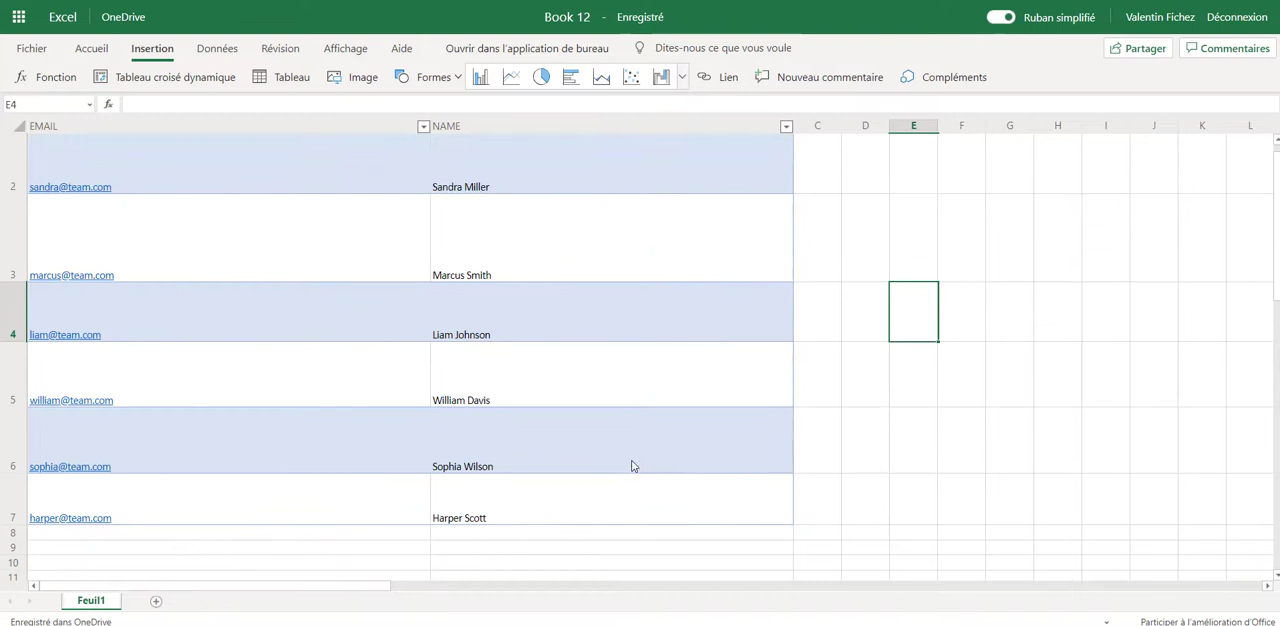 Excel OneDrive Book 12 - Enregistré Ruban simplifié Valentin Fichez Déconnexion
Fichier Accueil Insertion Données Révision Affichage Aide Ouvrir dans l'application de bureau Dites-nous ce que vous voule Partager Commentaires
fx Fonction Tableau croisé dynamique Tableau Image Formes Lien Nouveau commentaire Compléments
E4 fx
EMAIL NAME C D E F G H I J K L
2 sandra@team.com Sandra Miller
3 marcus@team.com Marcus Smith
4 liam@team.com Liam Johnson
5 william@team.com William Davis
6 sophia@team.com Sophia Wilson
7 harper@team.com Harper Scott
8
9
10
11
Feuil1
Enregistré dans OneDrive Participer à l'amélioration d'Office